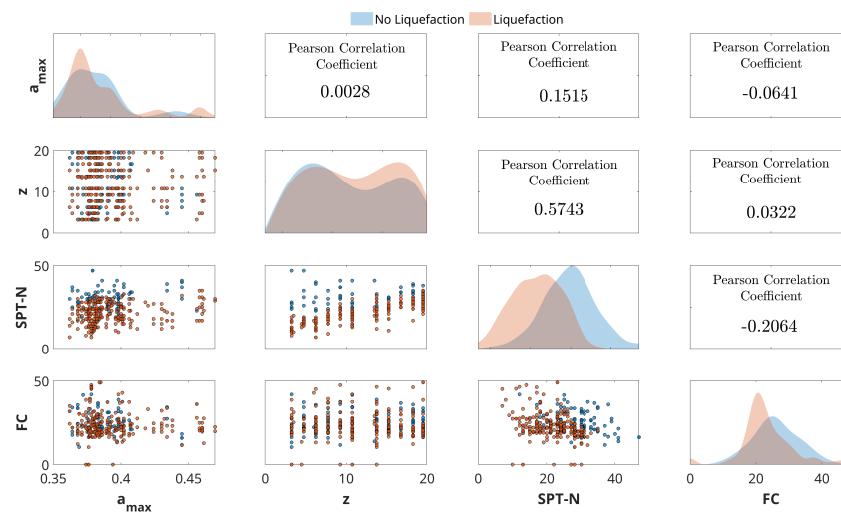 No Liquefaction Liquefaction
a_max
Pearson Correlation
Coefficient
0.0028
Pearson Correlation
Coefficient
0.1515
Pearson Correlation
Coefficient
-0.0641
20
10
0
z
Pearson Correlation
Coefficient
0.5743
Pearson Correlation
Coefficient
0.0322
50
0
SPT-N
Pearson Correlation
Coefficient
-0.2064
50
0
FC
0.35 0.4 0.45
0 10 20
0 20 40
0 20 40
a_max
z
SPT-N
FC